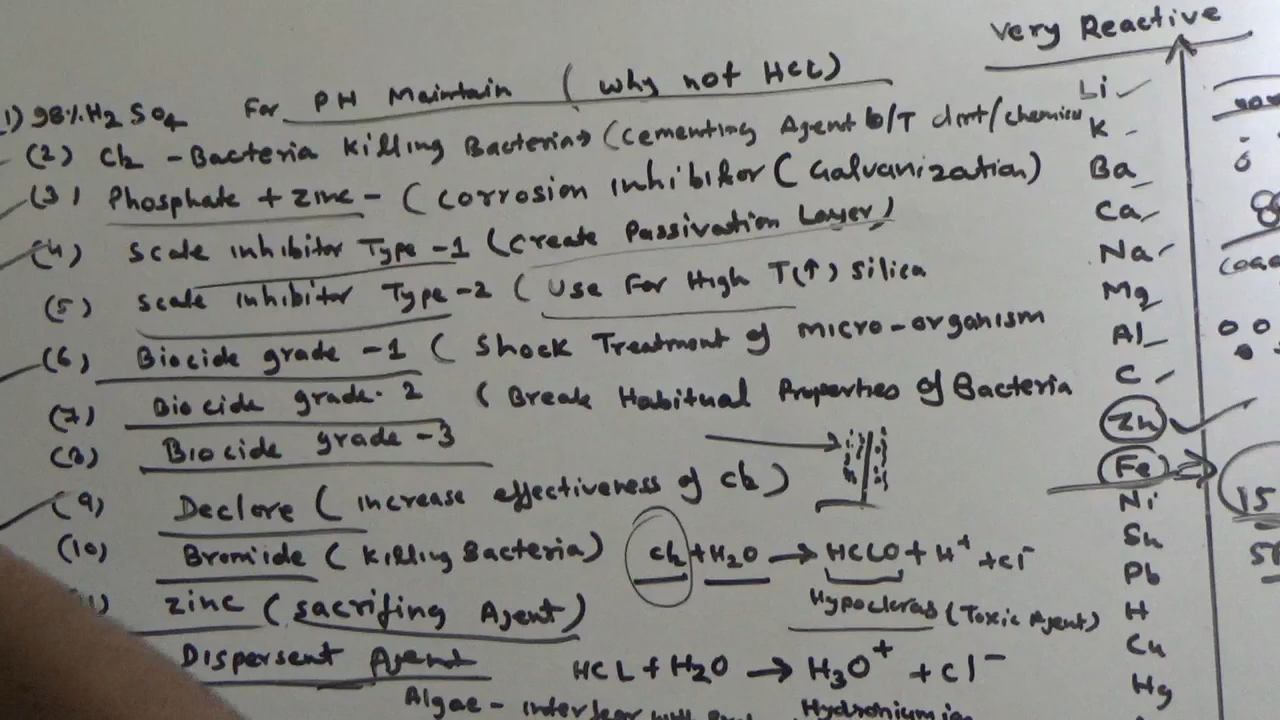 Very Reactive
1) 98% H2SO4 For PH Maintain (why not HCL)
(2) Cl2 - Bacteria Killing Bacteria → (Cementing Agent b/T dirt/chemical
(3) Phosphate + Zinc - (Corrosion inhibitor (Galvanization)
(4) Scale inhibitor Type-1 (Create Passivation Layer)
(5) Scale inhibitor Type-2 (Use For High T(↑) Silica
(6) Biocide grade-1 (Shock Treatment of micro-organism
(7) Biocide grade-2 (Break Habitual Properties of Bacteria
(8) Biocide grade-3
(9) Declore (increase effectiveness of Cl2)
(10) Bromide (Killing Bacteria)
Cl2 + H2O → HCLO + H+ + Cl-
Zinc (sacrifing Agent)
(Toxic Agent)
Dispersent Agent
HCL + H2O → H3O+ + Cl-
Algae -
Li
K
Ba
Ca
Na
Mg
Al
C
Zn
Fe
Ni
Sn
Pb
H
Cu
Hg
15